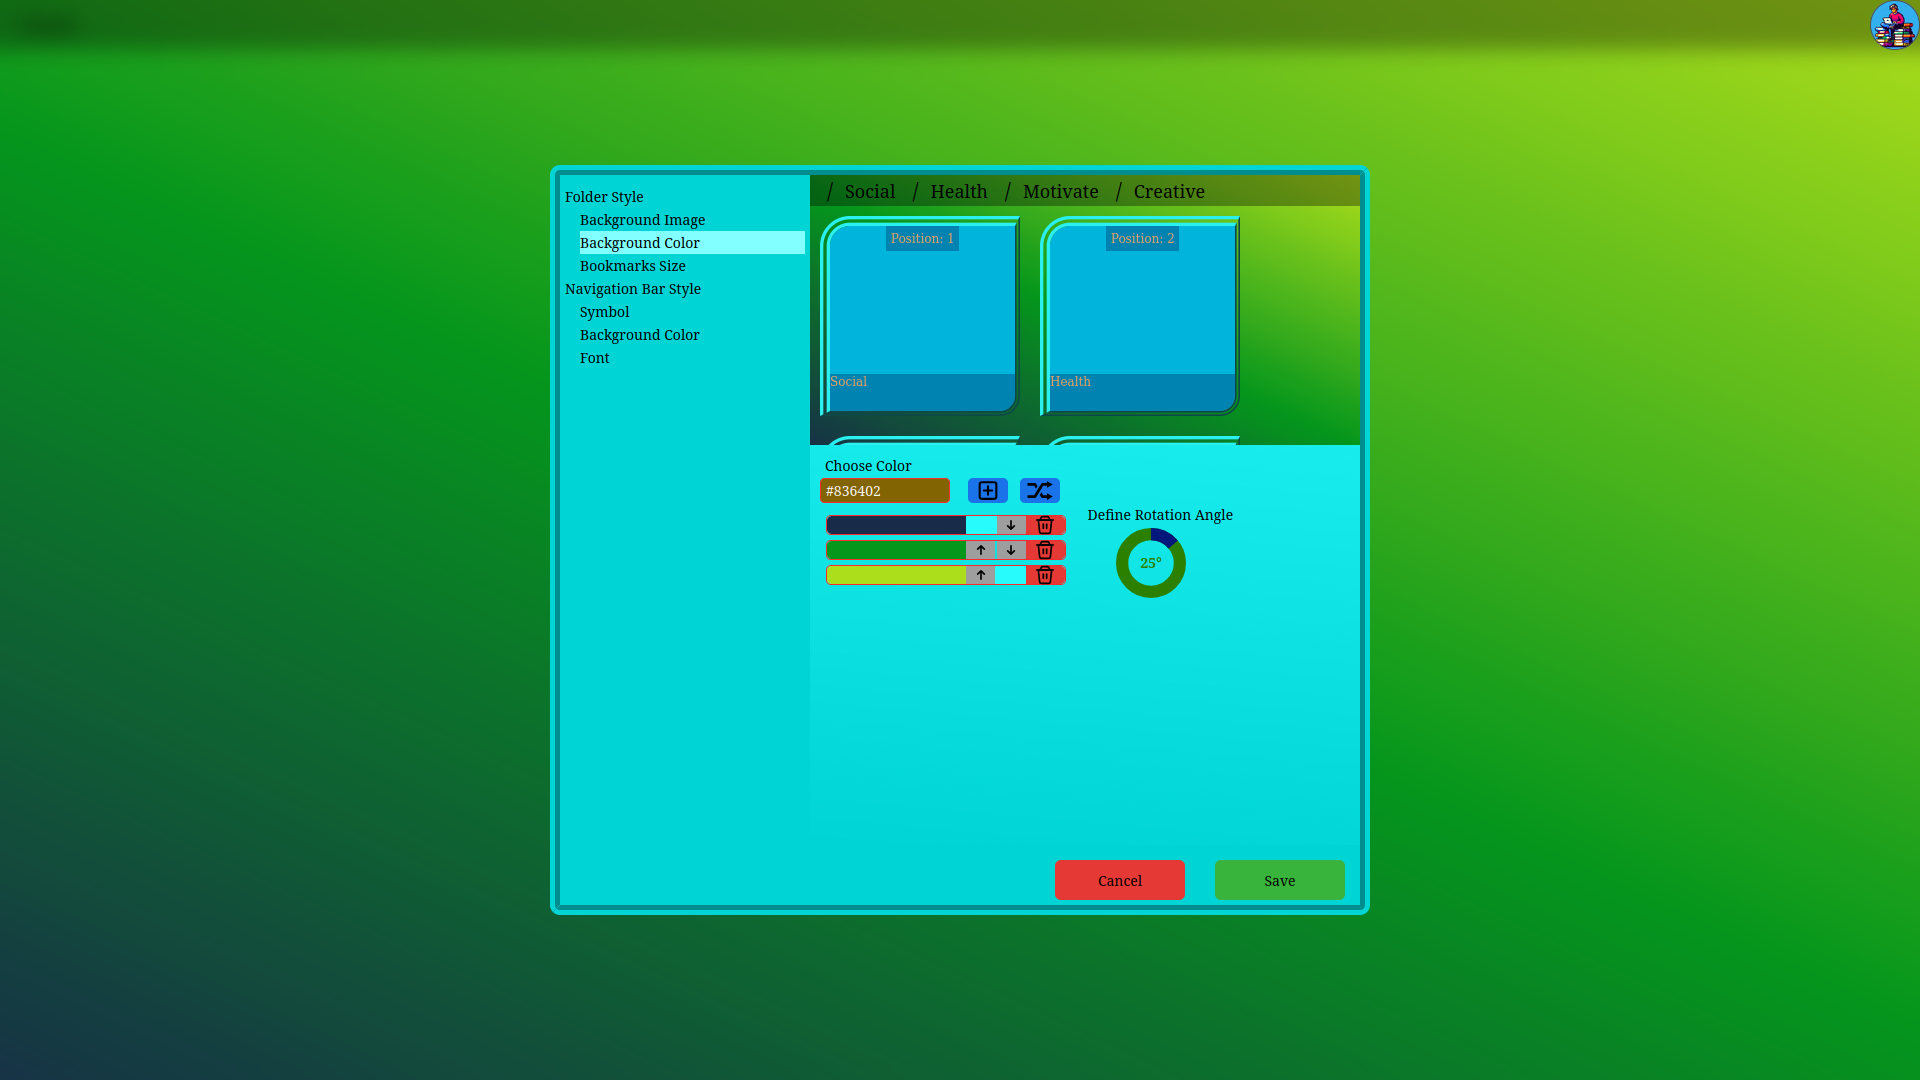 Folder Style
Background Image
Background Color
Bookmarks Size
Navigation Bar Style
Symbol
Background Color
Font
/ Social / Health / Motivate / Creative
Position: 1
Position: 2
Social
Health
Choose Color
#836402
Define Rotation Angle
25°
Cancel
Save